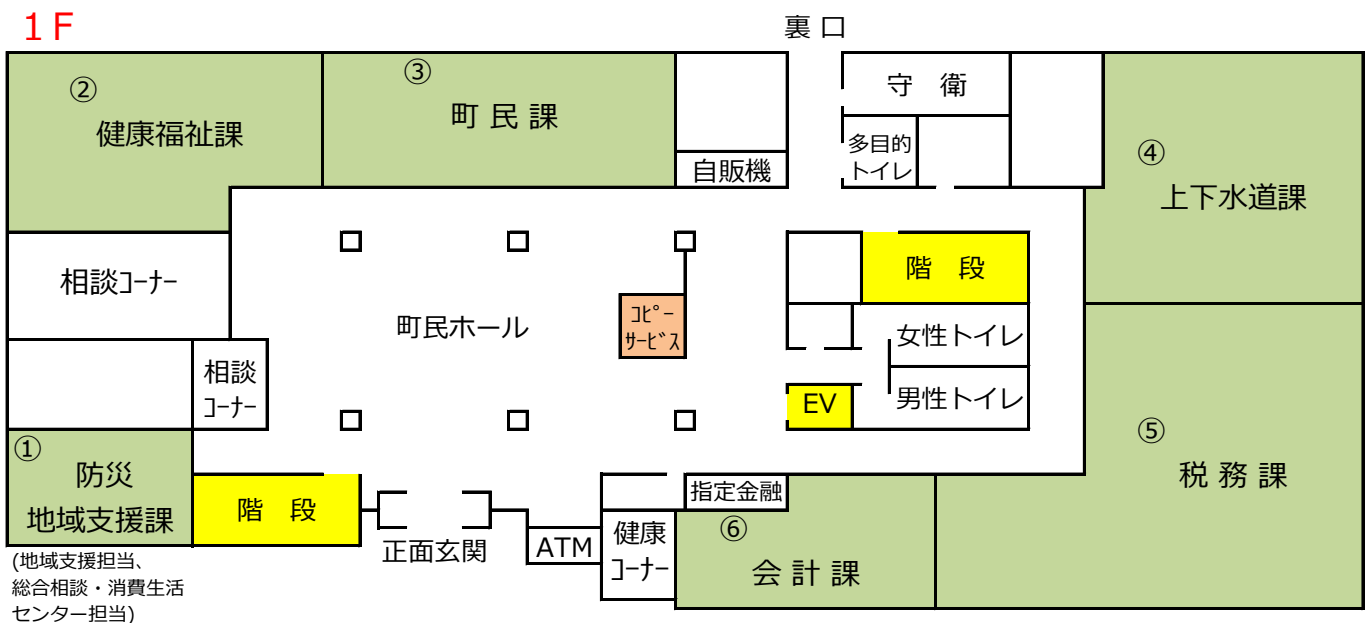 1F
裏 口
②
健康福祉課
③
町 民 課
自販機
守　衛
多目的
トイレ
④
上下水道課
相談ｺｰﾅｰ
町民ホール
ｺﾋﾟｰ
ｻｰﾋﾞｽ
階　段
女性トイレ
男性トイレ
EV
相談
ｺｰﾅｰ
①
防災
地域支援課
(地域支援担当、
総合相談・消費生活
センター担当)
階　段
正面玄関
ATM
健康
ｺｰﾅｰ
指定金融
⑥
会 計 課
⑤
税 務 課